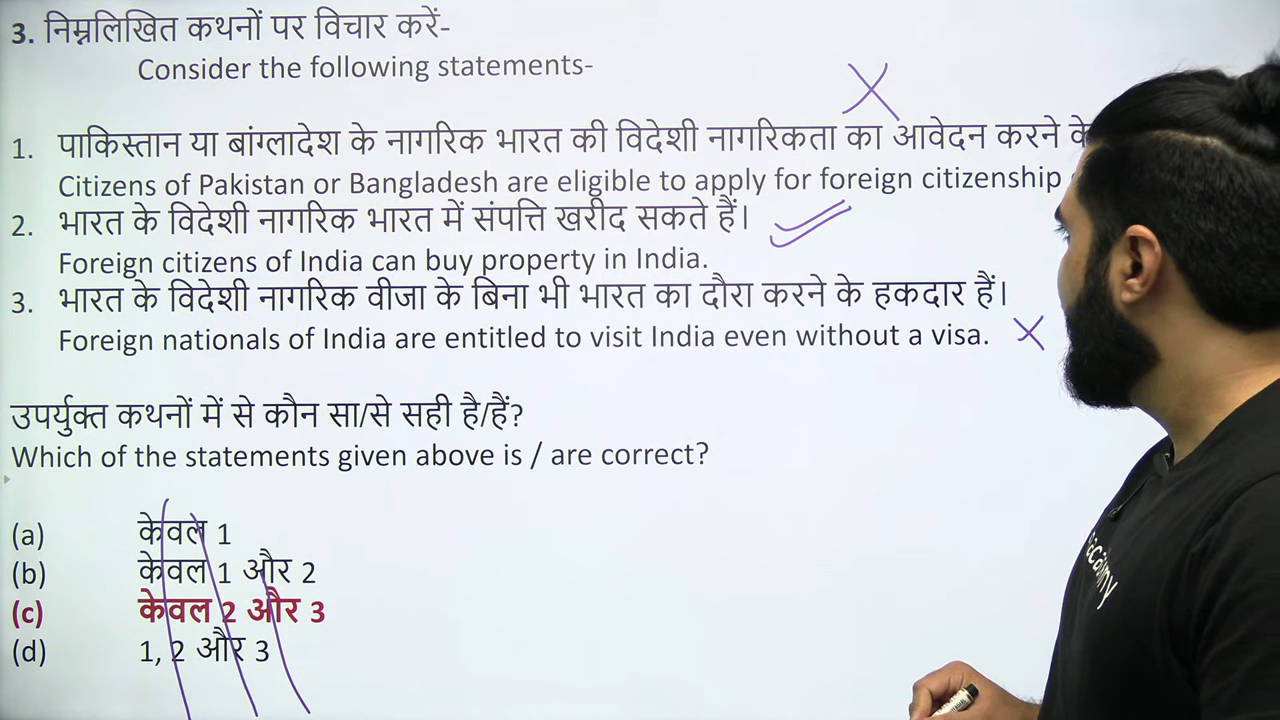 3. निम्नलिखित कथनों पर विचार करें-
Consider the following statements-
1. पाकिस्तान या बांग्लादेश के नागरिक भारत की विदेशी नागरिकता का आवेदन करने के
Citizens of Pakistan or Bangladesh are eligible to apply for foreign citizenship
2. भारत के विदेशी नागरिक भारत में संपत्ति खरीद सकते हैं।
Foreign citizens of India can buy property in India.
3. भारत के विदेशी नागरिक वीजा के बिना भी भारत का दौरा करने के हकदार हैं।
Foreign nationals of India are entitled to visit India even without a visa.
उपर्युक्त कथनों में से कौन सा/से सही है/हैं?
Which of the statements given above is / are correct?
(a) केवल 1
(b) केवल 1 और 2
(c) केवल 2 और 3
(d) 1, 2 और 3